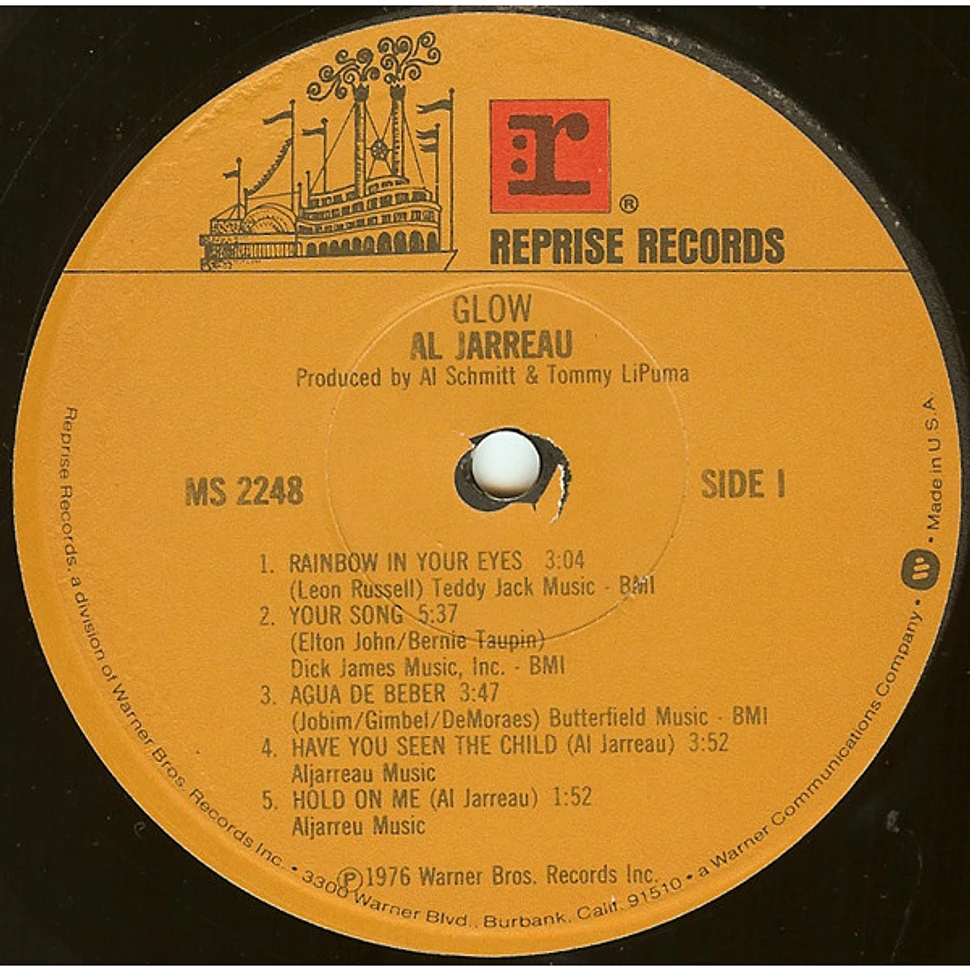 r
®
REPRISE RECORDS
GLOW
AL JARREAU
Produced by Al Schmitt & Tommy LiPuma
MS 2248
SIDE 1
1. RAINBOW IN YOUR EYES 3:04
(Leon Russell) Teddy Jack Music - BMI
2. YOUR SONG 5:37
(Elton John/Bernie Taupin)
Dick James Music, Inc. - BMI
3. AGUA DE BEBER 3:47
(Jobim/Gimbel/DeMoraes) Butterfield Music - BMI
4. HAVE YOU SEEN THE CHILD (Al Jarreau) 3:52
Aljarreau Music
5. HOLD ON ME (Al Jarreau) 1:52
Aljarreu Music
℗1976 Warner Bros. Records Inc.
Reprise Records, a division of Warner Bros. Records Inc. • 3300 Warner Blvd., Burbank, Calif. 91510 • a Warner Communications Company • W • Made in U.S.A.